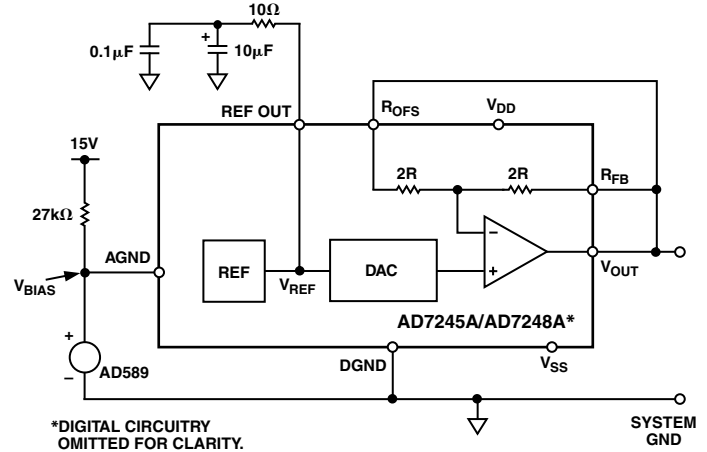 10Ω
0.1μF
+
10μF
REF OUT
R_OFS
V_DD
15V
2R
2R
R_FB
27kΩ
AGND
REF
V_REF
DAC
−
+
V_OUT
V_BIAS
AD7245A/AD7248A*
+
−
AD589
DGND
V_SS
*DIGITAL CIRCUITRY
OMITTED FOR CLARITY.
SYSTEM
GND